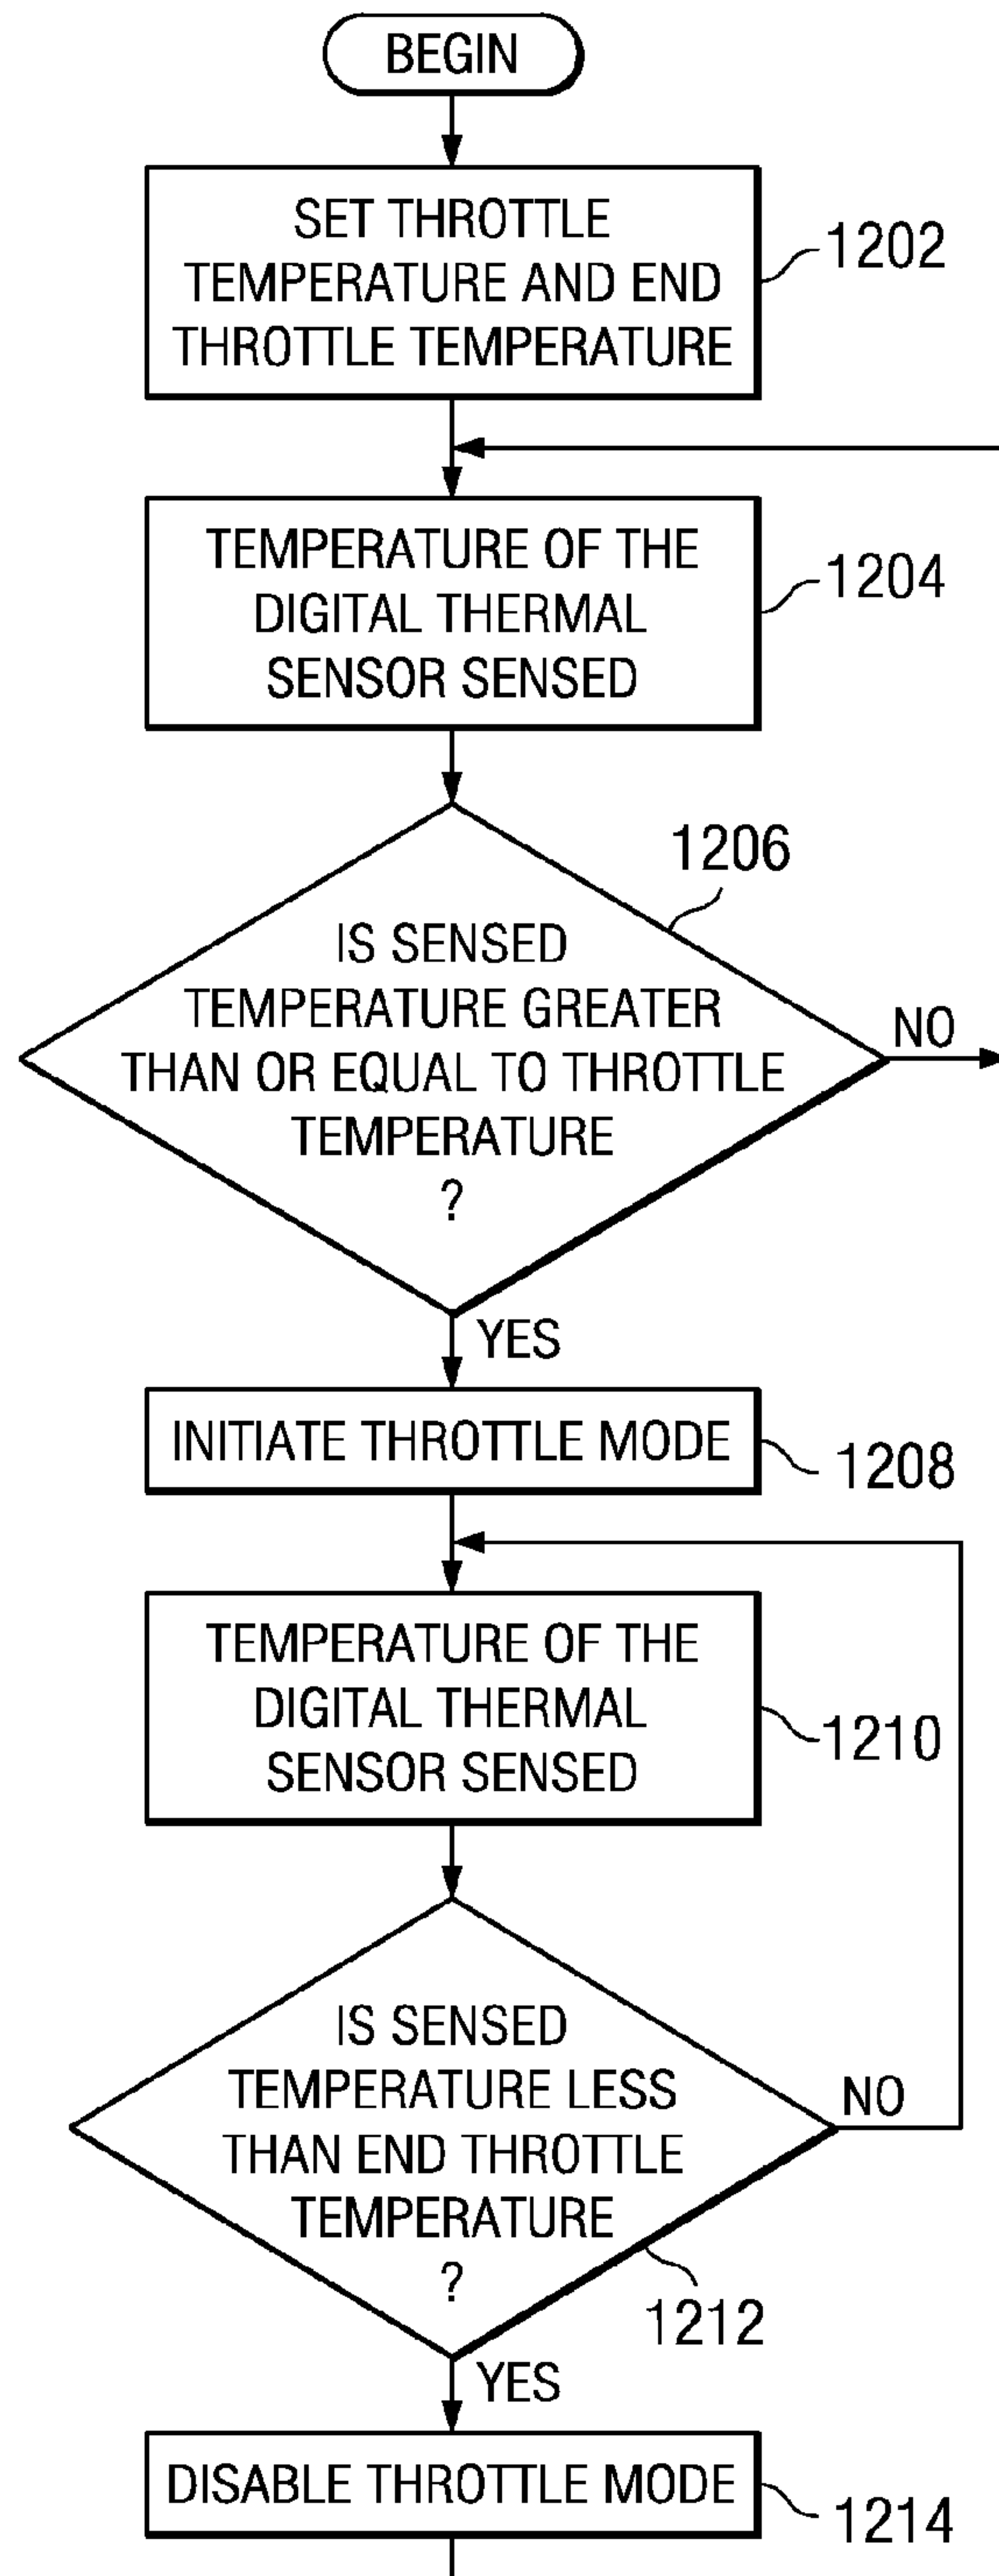 BEGIN
SET THROTTLE
TEMPERATURE AND END
THROTTLE TEMPERATURE
1202
TEMPERATURE OF THE
DIGITAL THERMAL
SENSOR SENSED
1204
1206
IS SENSED
TEMPERATURE GREATER
THAN OR EQUAL TO THROTTLE
TEMPERATURE
?
NO
YES
INITIATE THROTTLE MODE
1208
TEMPERATURE OF THE
DIGITAL THERMAL
SENSOR SENSED
1210
IS SENSED
TEMPERATURE LESS
THAN END THROTTLE
TEMPERATURE
?
NO
1212
YES
DISABLE THROTTLE MODE
1214